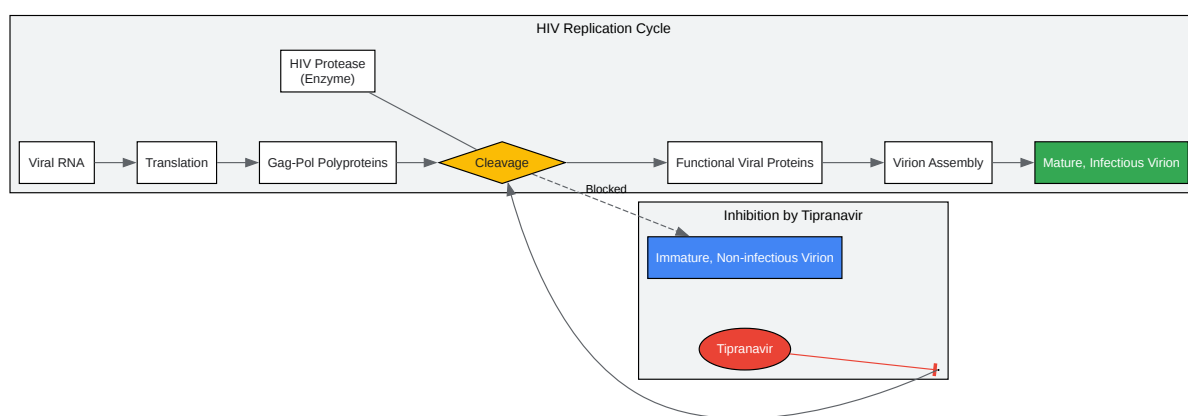 HIV Replication Cycle
HIV Protease
(Enzyme)
Viral RNA
Translation
Gag-Pol Polyproteins
Cleavage
Functional Viral Proteins
Virion Assembly
Mature, Infectious Virion
Blocked
Inhibition by Tipranavir
Immature, Non-infectious Virion
Tipranavir